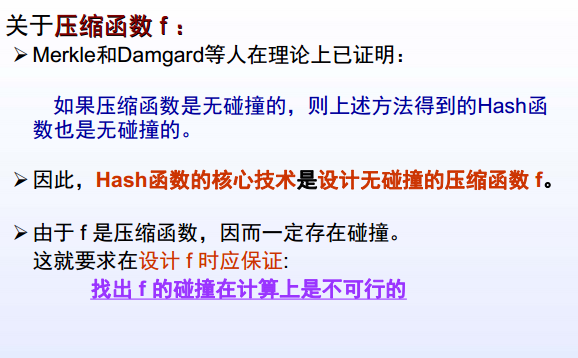 关于压缩函数 f：
➢ Merkle和Damgard等人在理论上已证明：
如果压缩函数是无碰撞的，则上述方法得到的Hash函
数也是无碰撞的。
➢ 因此，Hash函数的核心技术是设计无碰撞的压缩函数 f。
➢ 由于 f 是压缩函数，因而一定存在碰撞。
这就要求在设计 f 时应保证:
找出 f 的碰撞在计算上是不可行的